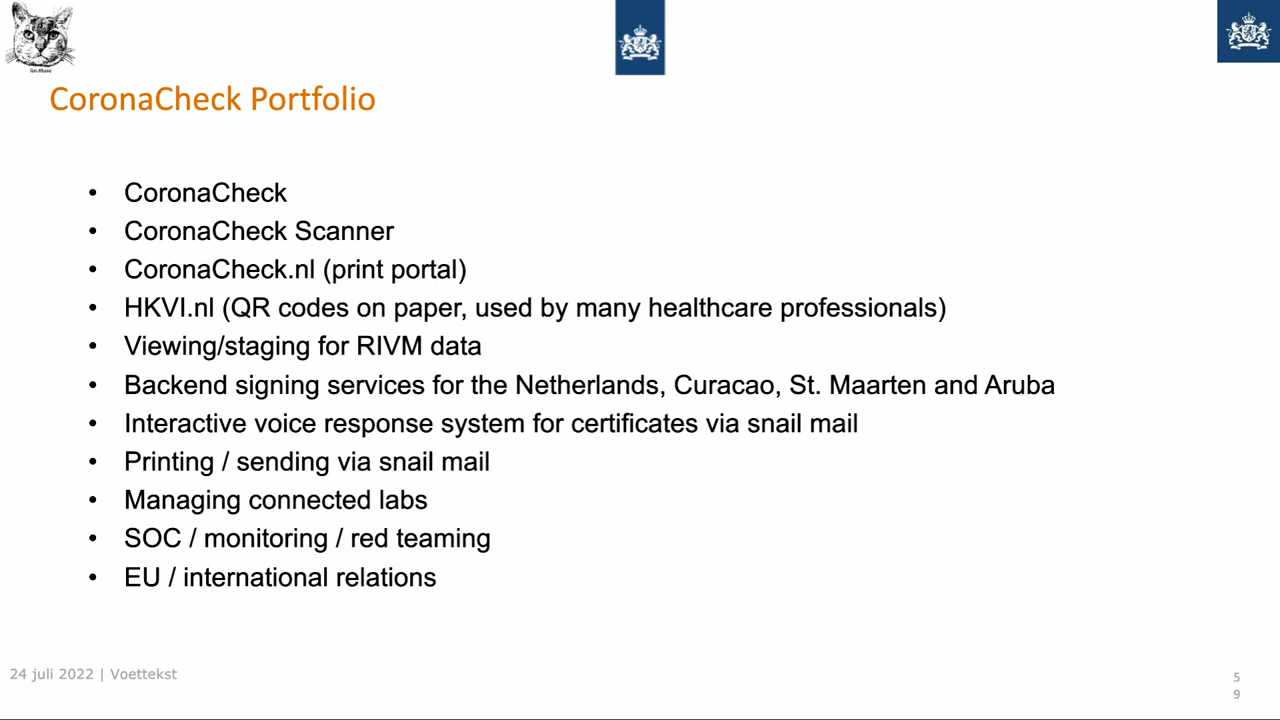 CoronaCheck Portfolio
• CoronaCheck
• CoronaCheck Scanner
• CoronaCheck.nl (print portal)
• HKVI.nl (QR codes on paper, used by many healthcare professionals)
• Viewing/staging for RIVM data
• Backend signing services for the Netherlands, Curacao, St. Maarten and Aruba
• Interactive voice response system for certificates via snail mail
• Printing / sending via snail mail
• Managing connected labs
• SOC / monitoring / red teaming
• EU / international relations
24 juli 2022 | Voettekst
5
9